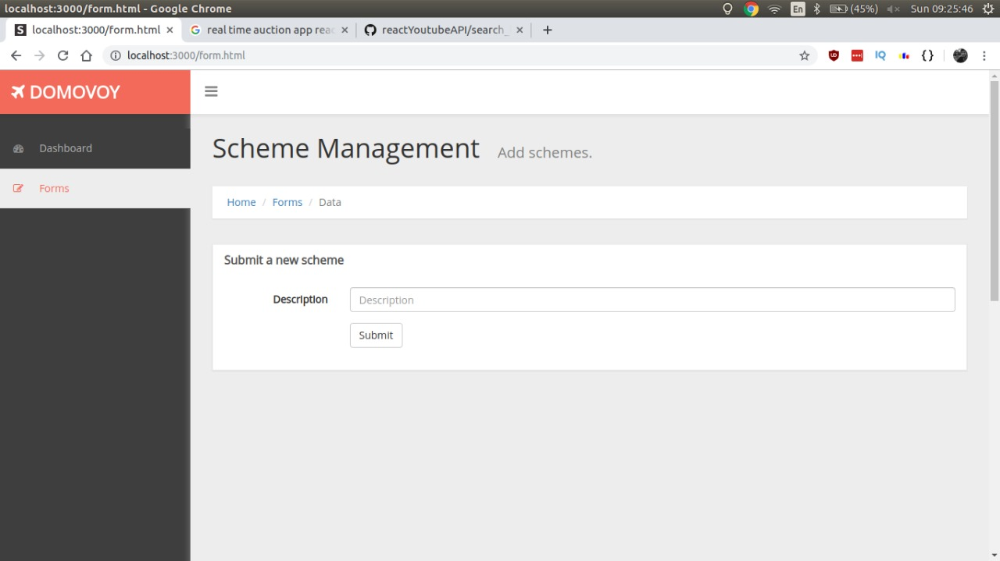 localhost:3000/form.html - Google Chrome
En
(45%)
Sun 09:25:46
localhost:3000/form.html
real time auction app reac
reactYoutubeAPI/search_
localhost:3000/form.html
IQ
DOMOVOY
Dashboard
Forms
Scheme Management Add schemes.
Home / Forms / Data
Submit a new scheme
Description
Description
Submit